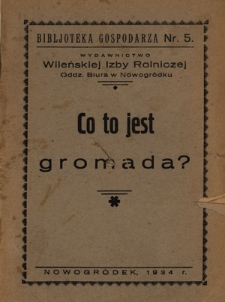 BIBLJOTEKA GOSPODARZA Nr. 5.
WYDAWNICTWO
Wileńskiej Izby Rolniczej
Oddz. Biura w Nowogródku
Co to jest
gromada?
NOWOGRÓDEK, 1934 r.